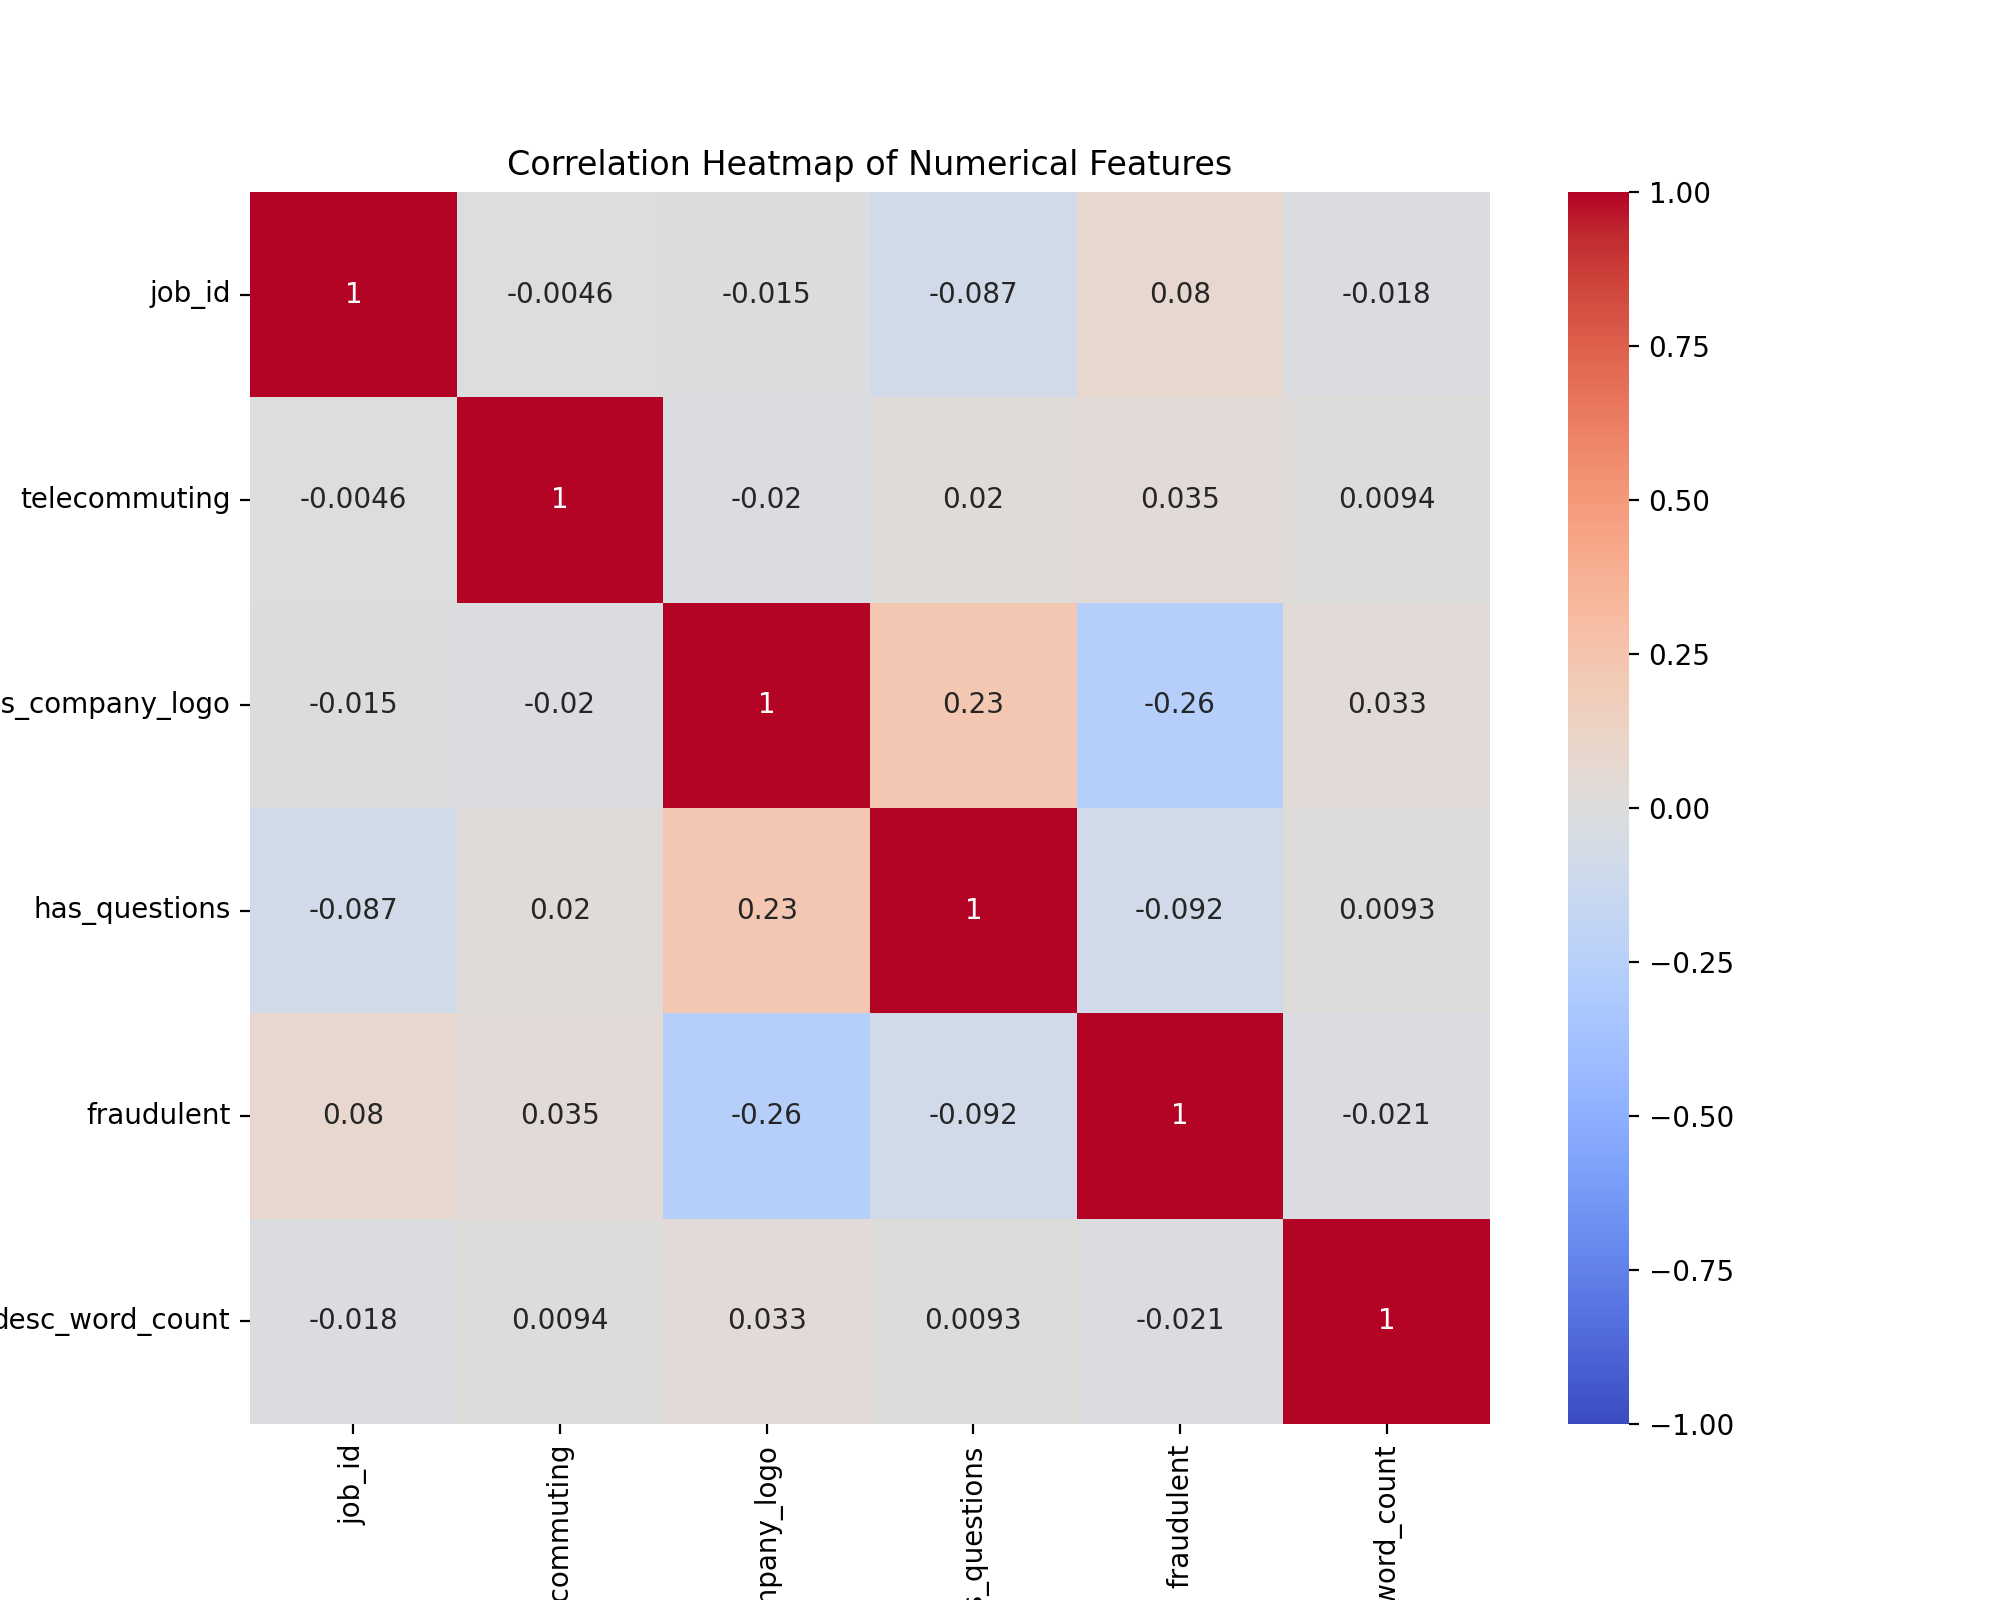 Correlation Heatmap of Numerical Features
job_id 1 -0.0046 -0.015 -0.087 0.08 -0.018
telecommuting -0.0046 1 -0.02 0.02 0.035 0.0094
s_company_logo -0.015 -0.02 1 0.23 -0.26 0.033
has_questions -0.087 0.02 0.23 1 -0.092 0.0093
fraudulent 0.08 0.035 -0.26 -0.092 1 -0.021
desc_word_count -0.018 0.0094 0.033 0.0093 -0.021 1
job_id
commuting
mpany_logo
s_questions
fraudulent
word_count
1.00
0.75
0.50
0.25
0.00
−0.25
−0.50
−0.75
−1.00